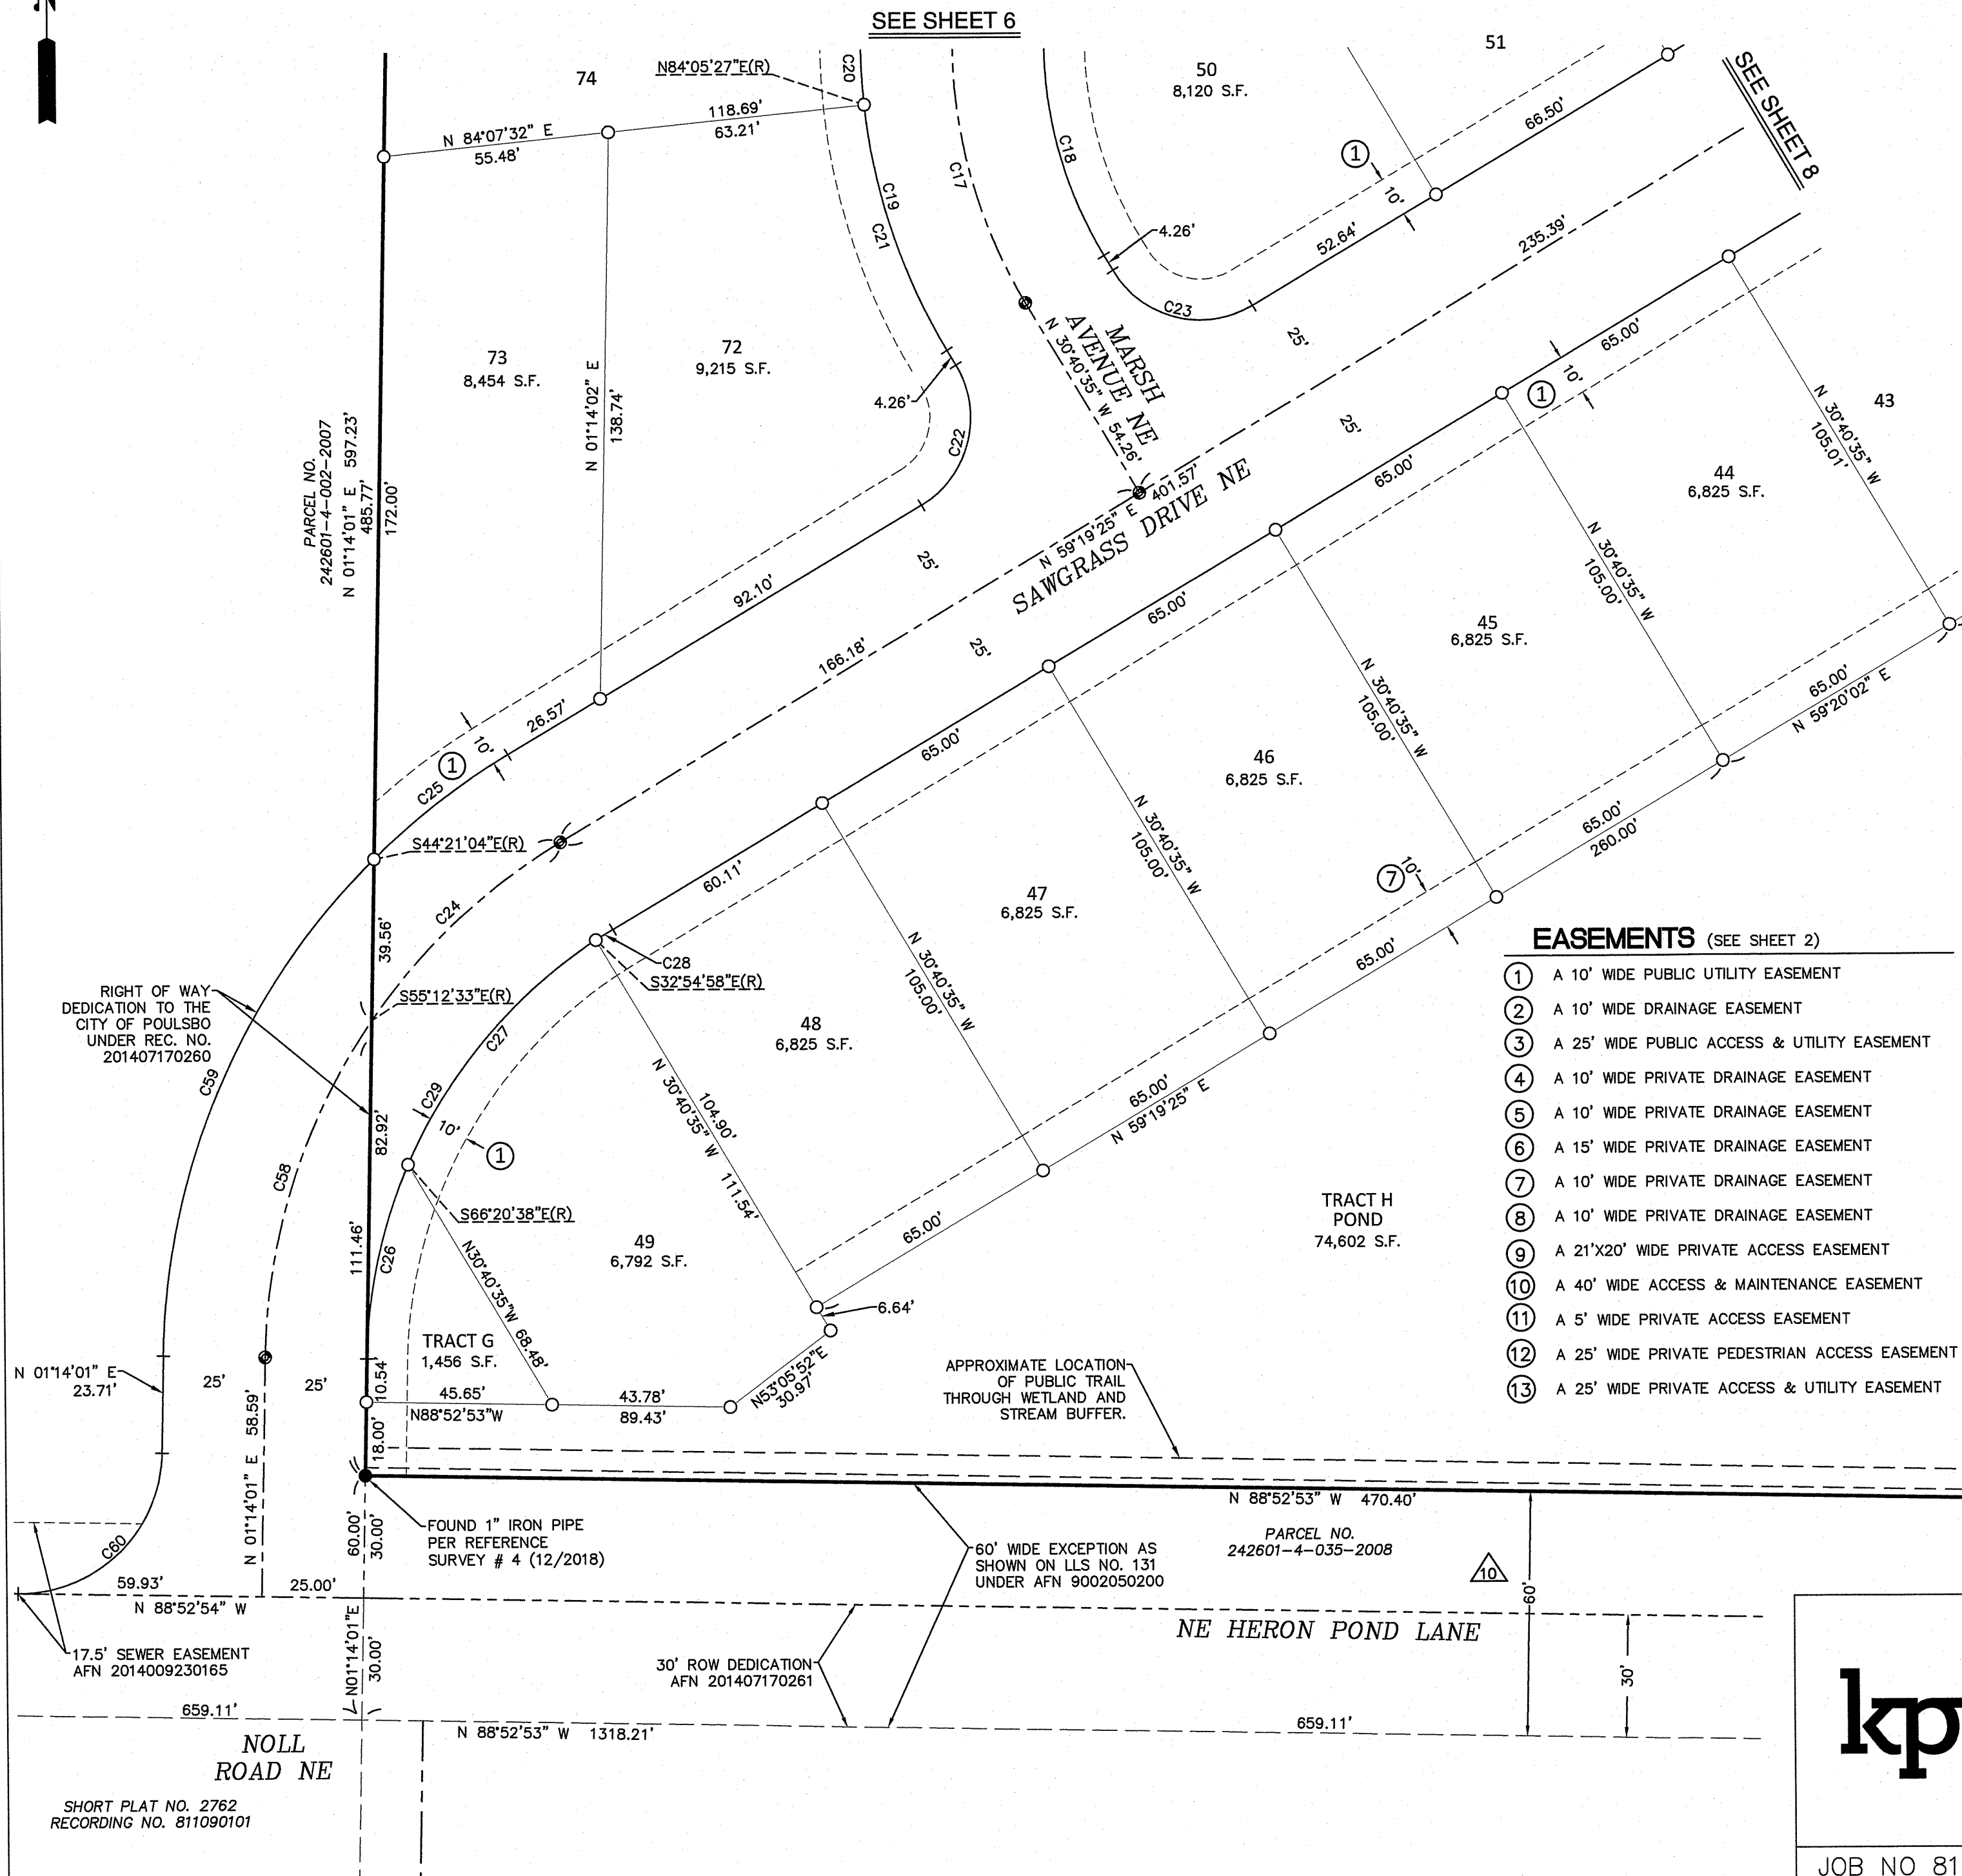 N
SEE SHEET 6
SEE SHEET 8
74
N84°05'27"E(R)
C20
118.69'
63.21'
N 84°07'32" E
55.48'
50
8,120 S.F.
51
66.50'
1
10'
52.64'
235.39'
C17
C18
C19
C21
4.26'
C23
25'
MARSH
AVENUE NE
N 30°40'35" W 54.26'
73
8,454 S.F.
72
9,215 S.F.
N 01°14'02" E
138.74'
4.26'
C22
PARCEL NO.
242601-4-002-2007
N 01°14'01" E 597.23'
485.77'
172.00'
65.00'
10'
1
25'
65.00'
43
N 30°40'35" W
105.01'
44
6,825 S.F.
N 59°19'25" E 401.57'
SAWGRASS DRIVE NE
25'
92.10'
25'
166.18'
65.00'
N 30°40'35" W
105.00'
45
6,825 S.F.
65.00'
N 59°20'02" E
26.57'
10'
1
C25
65.00'
N 30°40'35" W
105.00'
46
6,825 S.F.
65.00'
260.00'
S44°21'04"E(R)
C24
60.11'
N 30°40'35" W
105.00'
47
6,825 S.F.
10'
7
65.00'
39.56'
C28
S32°54'58"E(R)
S55°12'33"E(R)
N 30°40'35" W
105.00'
RIGHT OF WAY
DEDICATION TO THE
CITY OF POULSBO
UNDER REC. NO.
201407170260
C59
C27
C29
48
6,825 S.F.
65.00'
N 59°19'25" E
82.92'
10'
1
104.90'
N 30°40'35" W 111.54'
C58
S66°20'38"E(R)
65.00'
TRACT H
POND
74,602 S.F.
111.46'
C26
N30°40'35"W 68.48'
49
6,792 S.F.
6.64'
TRACT G
1,456 S.F.
N 01°14'01" E
23.71'
25'
25'
10.54'
45.65'
N88°52'53"W
43.78'
89.43'
N53°05'52"E
30.97'
APPROXIMATE LOCATION
OF PUBLIC TRAIL
THROUGH WETLAND AND
STREAM BUFFER.
18.00'
N 01°14'01" E 58.59'
EASEMENTS (SEE SHEET 2)
1 A 10' WIDE PUBLIC UTILITY EASEMENT
2 A 10' WIDE DRAINAGE EASEMENT
3 A 25' WIDE PUBLIC ACCESS & UTILITY EASEMENT
4 A 10' WIDE PRIVATE DRAINAGE EASEMENT
5 A 10' WIDE PRIVATE DRAINAGE EASEMENT
6 A 15' WIDE PRIVATE DRAINAGE EASEMENT
7 A 10' WIDE PRIVATE DRAINAGE EASEMENT
8 A 10' WIDE PRIVATE DRAINAGE EASEMENT
9 A 21'X20' WIDE PRIVATE ACCESS EASEMENT
10 A 40' WIDE ACCESS & MAINTENANCE EASEMENT
11 A 5' WIDE PRIVATE ACCESS EASEMENT
12 A 25' WIDE PRIVATE PEDESTRIAN ACCESS EASEMENT
13 A 25' WIDE PRIVATE ACCESS & UTILITY EASEMENT
N 88°52'53" W 470.40'
PARCEL NO.
242601-4-035-2008
10
60'
FOUND 1" IRON PIPE
PER REFERENCE
SURVEY # 4 (12/2018)
60' WIDE EXCEPTION AS
SHOWN ON LLS NO. 131
UNDER AFN 9002050200
60.00'
30.00'
C60
59.93'
25.00'
N 88°52'54" W
NE HERON POND LANE
17.5' SEWER EASEMENT
AFN 2014009230165
N01°14'01"E
30.00'
30' ROW DEDICATION
AFN 201407170261
30'
659.11'
N 88°52'53" W 1318.21'
659.11'
NOLL
ROAD NE
SHORT PLAT NO. 2762
RECORDING NO. 811090101
kp
JOB NO 81